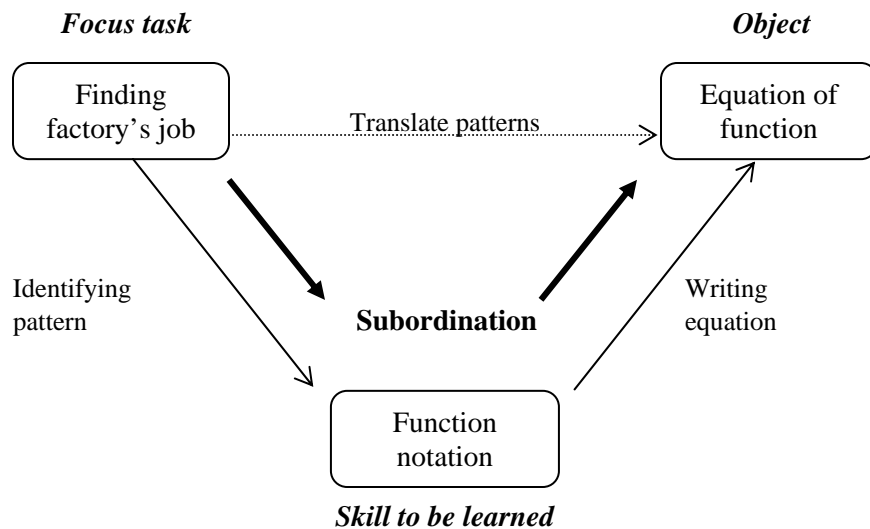 Focus task
Object
Finding
factory’s job
Translate patterns
Equation of
function
Identifying
pattern
Subordination
Writing
equation
Function
notation
Skill to be learned